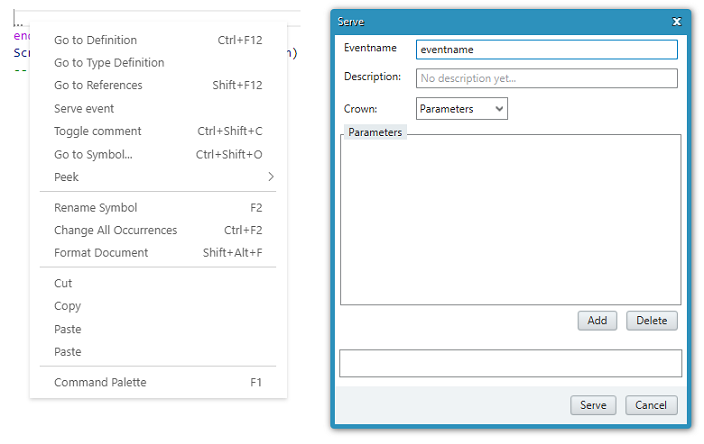 ...
Go to Definition Ctrl+F12
en
Go to Type Definition
Scr n)
Go to References Shift+F12
--
Serve event
Toggle comment Ctrl+Shift+C
Go to Symbol... Ctrl+Shift+O
Peek
Rename Symbol F2
Change All Occurrences Ctrl+F2
Format Document Shift+Alt+F
Cut
Copy
Paste
Paste
Command Palette F1
Serve
Eventname eventname
Description: No description yet...
Crown: Parameters
Parameters
Add Delete
Serve Cancel